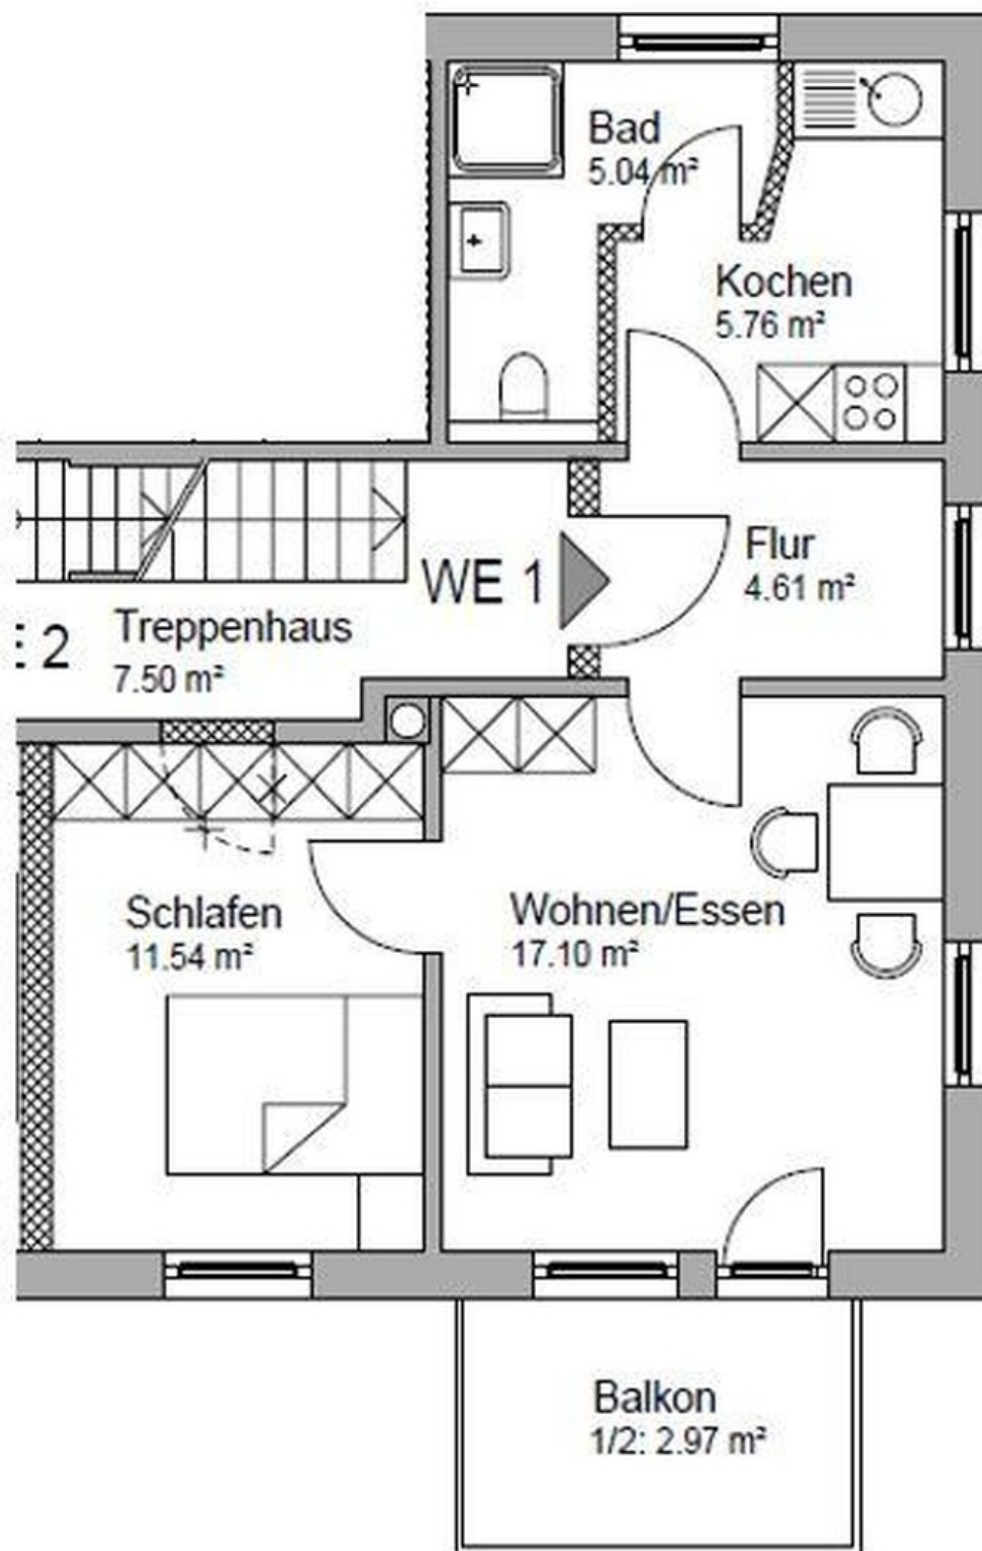 Bad
5.04 m²
Kochen
5.76 m²
WE 1
Flur
4.61 m²
Treppenhaus
7.50 m²
E 2
Schlafen
11.54 m²
Wohnen/Essen
17.10 m²
Balkon
1/2: 2.97 m²